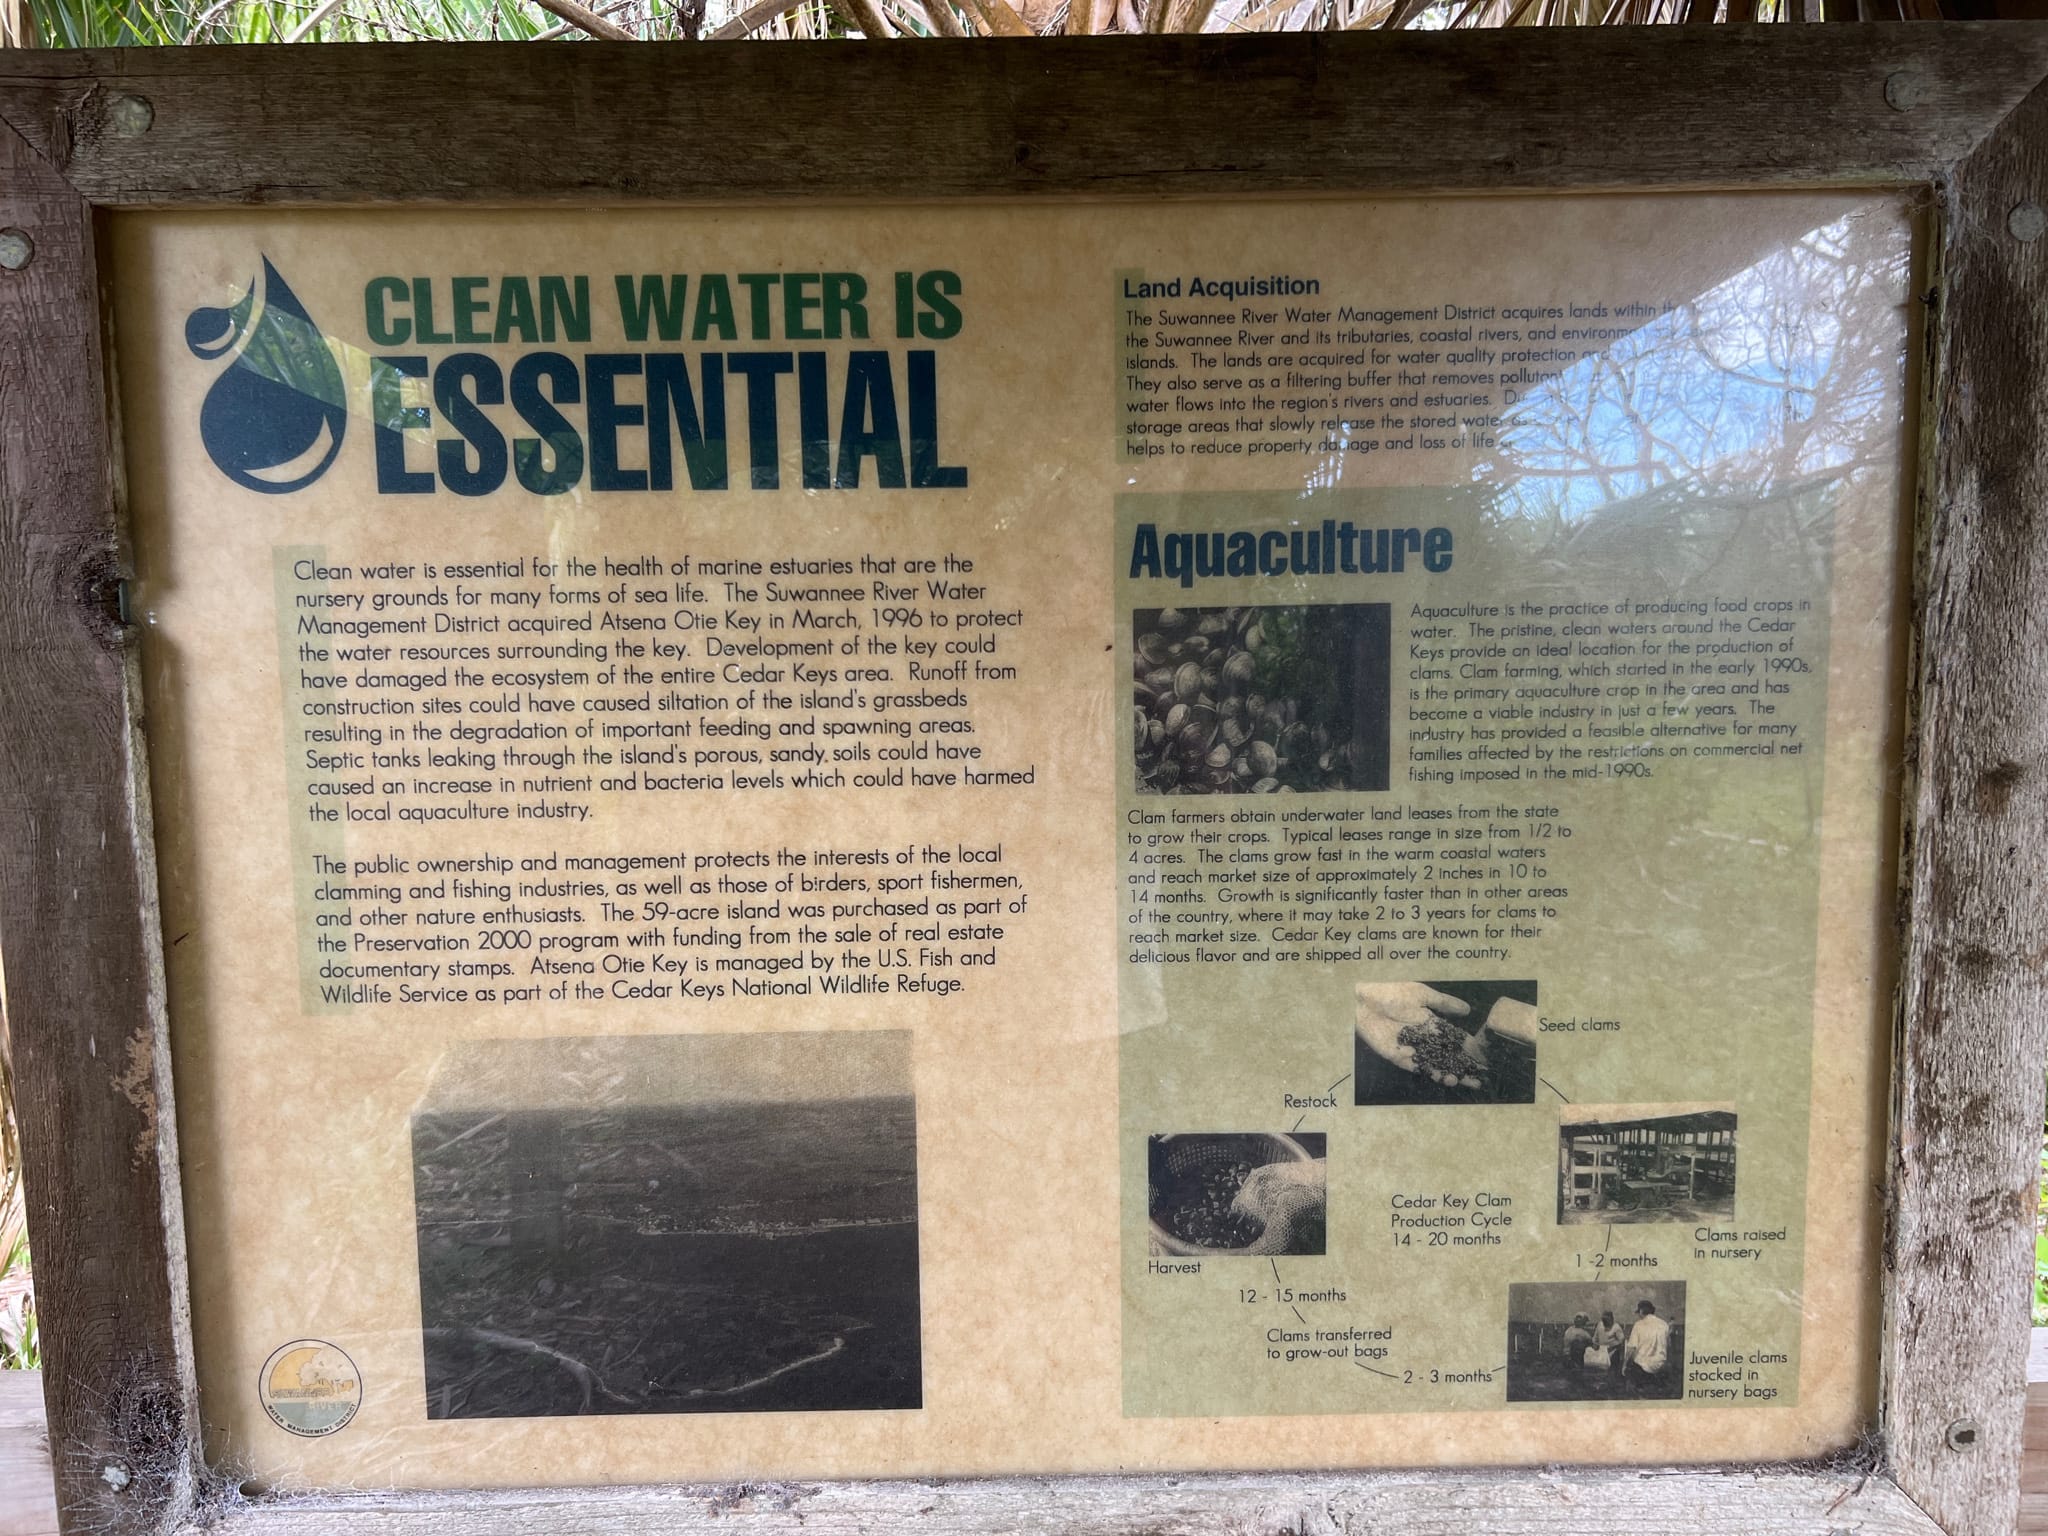 CLEAN WATER IS
ESSENTIAL
Clean water is essential for the health of marine estuaries that are the
nursery grounds for many forms of sea life. The Suwannee River Water
Management District acquired Atsena Otie Key in March, 1996 to protect
the water resources surrounding the key. Development of the key could
have damaged the ecosystem of the entire Cedar Keys area. Runoff from
construction sites could have caused siltation of the island's grassbeds
resulting in the degradation of important feeding and spawning areas.
Septic tanks leaking through the island's porous, sandy soils could have
caused an increase in nutrient and bacteria levels which could have harmed
the local aquaculture industry.
The public ownership and management protects the interests of the local
clamming and fishing industries, as well as those of birders, sport fishermen,
and other nature enthusiasts. The 59-acre island was purchased as part of
the Preservation 2000 program with funding from the sale of real estate
documentary stamps. Atsena Otie Key is managed by the U.S. Fish and
Wildlife Service as part of the Cedar Keys National Wildlife Refuge.
RIVER
WATER MANAGEMENT DISTRICT
Land Acquisition
The Suwannee River Water Management District acquires lands within
the Suwannee River and its tributaries, coastal rivers, and
islands. The lands are acquired for water quality protection and
They also serve as a filtering buffer that removes
water flows into the region's rivers and estuaries.
storage areas that slowly release the stored water as
helps to reduce property damage and loss of life
Aquaculture
Aquaculture is the practice of producing food crops in
water. The pristine, clean waters around the Cedar
Keys provide an ideal location for the production of
clams. Clam farming, which started in the early 1990s,
is the primary aquaculture crop in the area and has
become a viable industry in just a few years. The
industry has provided a feasible alternative for many
families affected by the restrictions on commercial net
fishing imposed in the mid-1990s.
Clam farmers obtain underwater land leases from the state
to grow their crops. Typical leases range in size from 1/2 to
4 acres. The clams grow fast in the warm coastal waters
and reach market size of approximately 2 inches in 10 to
14 months. Growth is significantly faster than in other areas
of the country, where it may take 2 to 3 years for clams to
reach market size. Cedar Key clams are known for their
delicious flavor and are shipped all over the country.
Seed clams
Restock
Cedar Key Clam
Production Cycle
14 - 20 months
Clams raised
in nursery
1 -2 months
Harvest
12 - 15 months
Clams transferred
to grow-out bags
2 - 3 months
Juvenile clams
stocked in
nursery bags